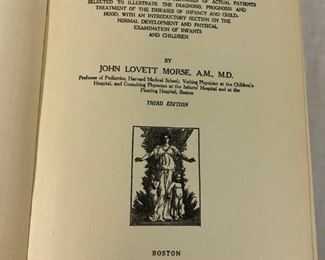 OF ACTUAL PATIENTS
SELECTED TO ILLUSTRATE THE DIAGNOSIS, PROGNOSIS AND
TREATMENT OF THE DISEASES OF INFANCY AND CHILD-
HOOD, WITH AN INTRODUCTORY SECTION ON THE
NORMAL DEVELOPMENT AND PHYSICAL
EXAMINATION OF INFANTS
AND CHILDREN
BY
JOHN LOVETT MORSE, A.M., M.D.
Professor of Pediatrics, Harvard Medical School; Visiting Physician at the Children's
Hospital, and Consulting Physician at the Infants' Hospital and at the
Floating Hospital, Boston
THIRD EDITION
BOSTON